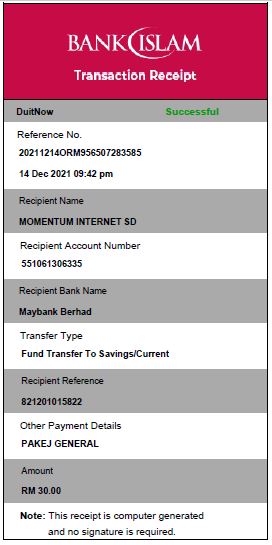 BANK ISLAM
Transaction Receipt
DuitNow Successful
Reference No.
20211214ORM956507283585
14 Dec 2021 09:42 pm
Recipient Name
MOMENTUM INTERNET SD
Recipient Account Number
551061306335
Recipient Bank Name
Maybank Berhad
Transfer Type
Fund Transfer To Savings/Current
Recipient Reference
821201015822
Other Payment Details
PAKEJ GENERAL
Amount
RM 30.00
Note: This receipt is computer generated
and no signature is required.